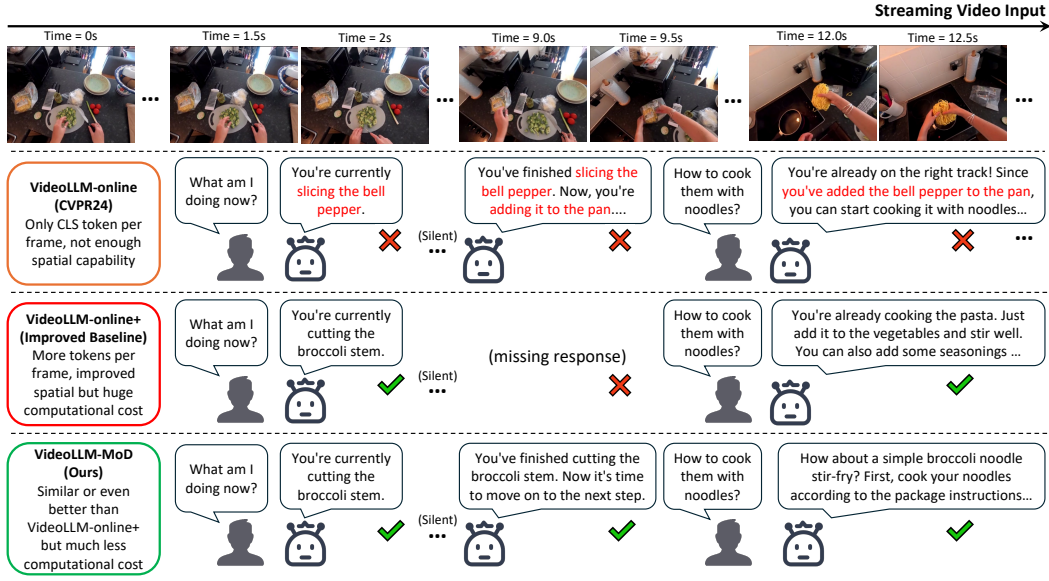 Streaming Video Input
Time = 0s
Time = 1.5s
Time = 2s
Time = 9.0s
Time = 9.5s
Time = 12.0s
Time = 12.5s
...
...
...
...
...
VideoLLM-online
(CVPR24)
Only CLS token per
frame, not enough
spatial capability
What am I
doing now?
You're currently
slicing the bell
pepper.
(Silent)
...
You've finished slicing the
bell pepper. Now, you're
adding it to the pan....
How to cook
them with
noodles?
You're already on the right track! Since
you've added the bell pepper to the pan,
you can start cooking it with noodles...
...
VideoLLM-online+
(Improved Baseline)
More tokens per
frame, improved
spatial but huge
computational cost
What am I
doing now?
You're currently
cutting the
broccoli stem.
(Silent)
...
(missing response)
How to cook
them with
noodles?
You're already cooking the pasta. Just
add it to the vegetables and stir well.
You can also add some seasonings ...
VideoLLM-MoD
(Ours)
Similar or even
better than
VideoLLM-online+
but much less
computational cost
What am I
doing now?
You're currently
cutting the
broccoli stem.
(Silent)
...
You've finished cutting the
broccoli stem. Now it's time
to move on to the next step.
How to cook
them with
noodles?
How about a simple broccoli noodle
stir-fry? First, cook your noodles
according to the package instructions...